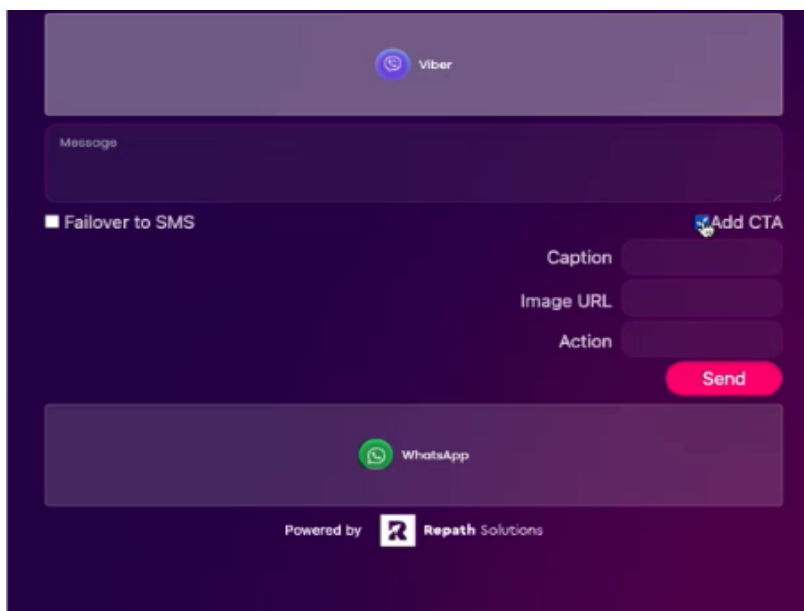 Viber
Message
Failover to SMS
Add CTA
Caption
Image URL
Action
Send
WhatsApp
Powered by R Repath Solutions